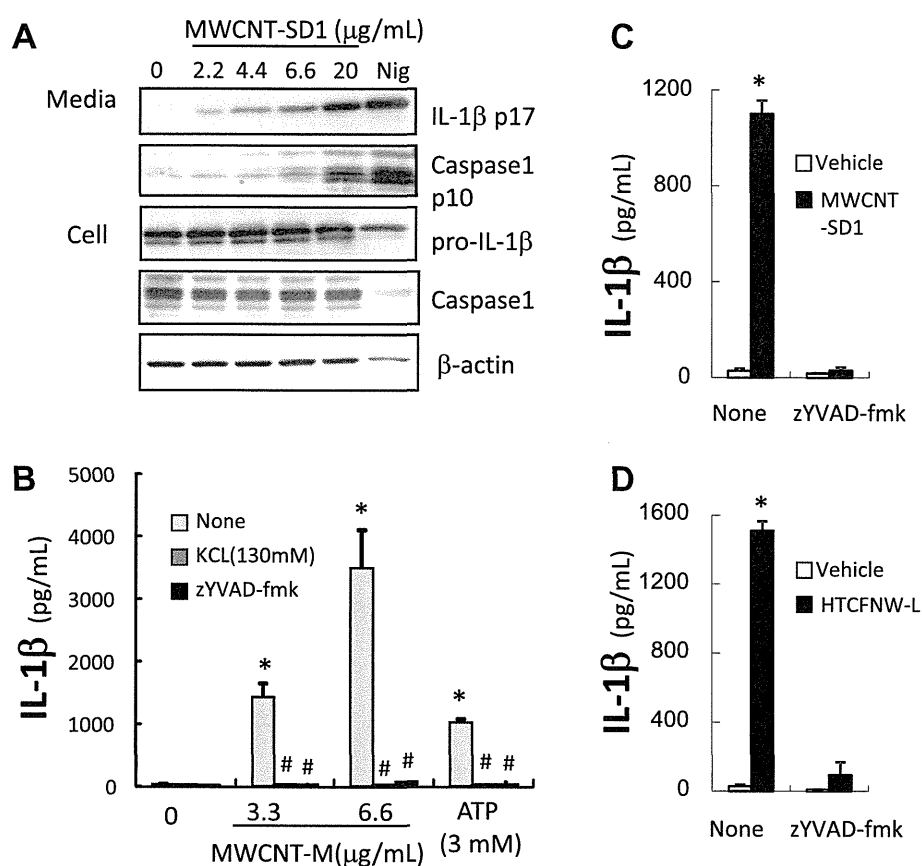 A
MWCNT-SD1 (μg/mL)
0 2.2 4.4 6.6 20 Nig
Media
IL-1β p17
Caspase1
p10
Cell
pro-IL-1β
Caspase1
β-actin
B
IL-1β (pg/mL)
5000
4000
3000
2000
1000
0
None
KCL(130mM)
zYVAD-fmk
*
*
*
# #
# #
# #
0 3.3 6.6 ATP
(3 mM)
MWCNT-M(μg/mL)
C
IL-1β (pg/mL)
1200
800
400
0
*
Vehicle
MWCNT
-SD1
None zYVAD-fmk
D
IL-1β (pg/mL)
1600
1200
800
400
0
*
Vehicle
HTCFNW-L
None zYVAD-fmk